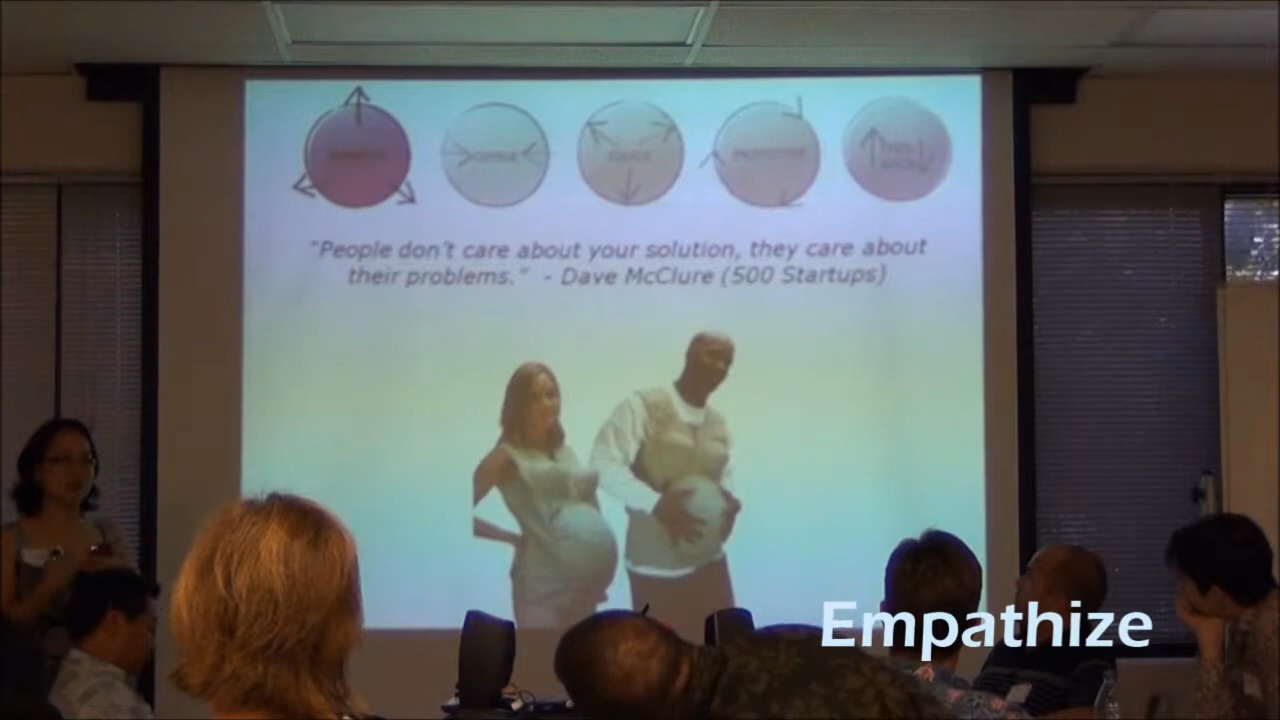 "People don't care about your solution, they care about
their problems." - Dave McClure (500 Startups)
Empathize